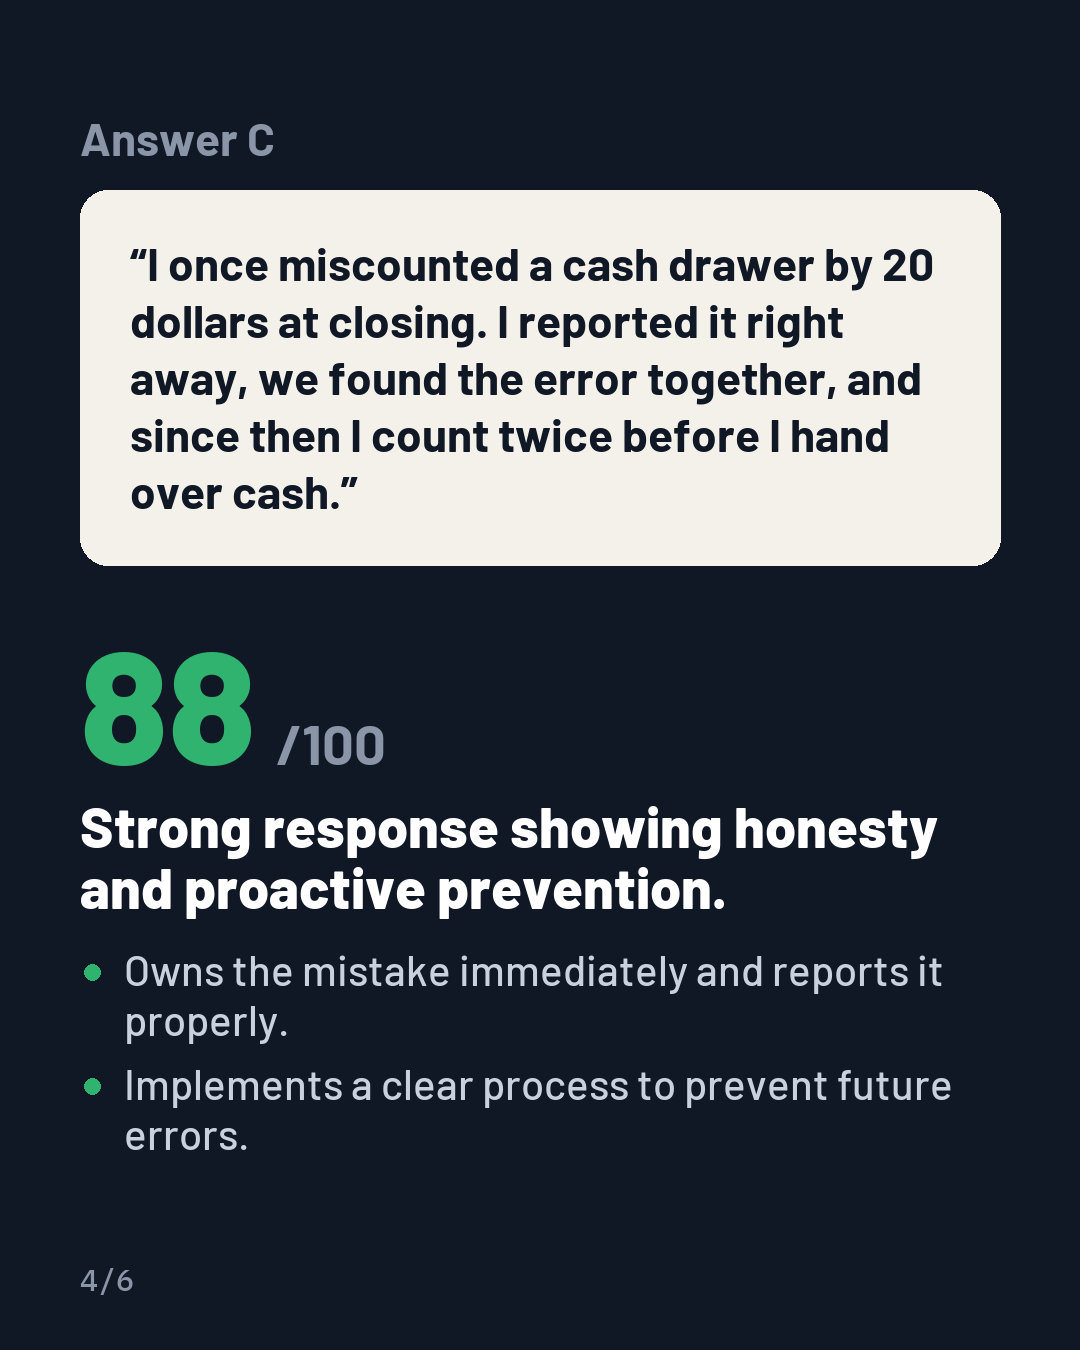 Answer C
“I once miscounted a cash drawer by 20
dollars at closing. I reported it right
away, we found the error together, and
since then I count twice before I hand
over cash.”
88 /100
Strong response showing honesty
and proactive prevention.
Owns the mistake immediately and reports it
properly.
Implements a clear process to prevent future
errors.
4/6